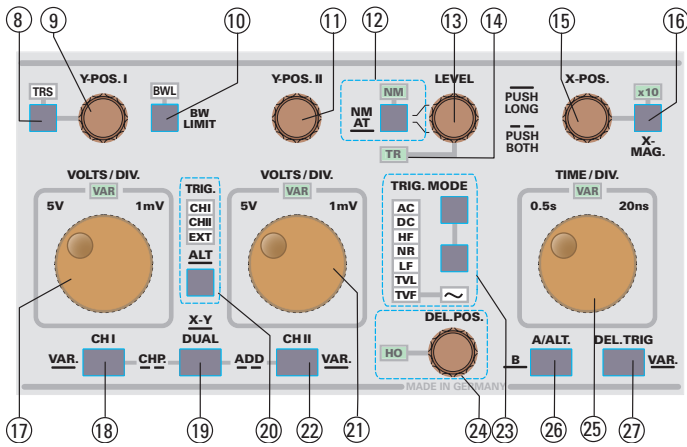 8 9 10 11 12 13 14 15 16
Y-POS. I Y-POS. II LEVEL X-POS.
TRS BWL NM x10
BW
LIMIT
NM
AT
PUSH
LONG
PUSH
BOTH
X-
MAG.
TR
VOLTS / DIV. TRIG. VOLTS / DIV. TRIG. MODE TIME / DIV.
VAR VAR VAR
5V 1mV 5V 1mV 0.5s 20ns
CHI
CHII
EXT
ALT
AC
DC
HF
NR
LF
TVL
TVF ~
X-Y
CH I DUAL CH II DEL.POS. A/ALT. DEL.TRIG
VAR. CHP. ADD VAR. HO B VAR.
MADE IN GERMANY
17 18 19 20 22 21 24 23 26 25 27